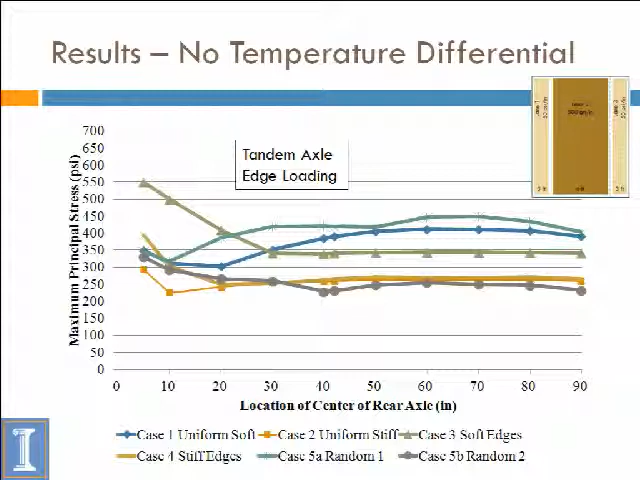 Results – No Temperature Differential
Tandem Axle
Edge Loading
Maximum Principal Stress (psi)
700
650
600
550
500
450
400
350
300
250
200
150
100
50
0
0 10 20 30 40 50 60 70 80 90
Location of Center of Rear Axle (in)
Case 1 Uniform Soft Case 2 Uniform Stiff Case 3 Soft Edges
Case 4 Stiff Edges Case 5a Random 1 Case 5b Random 2
I